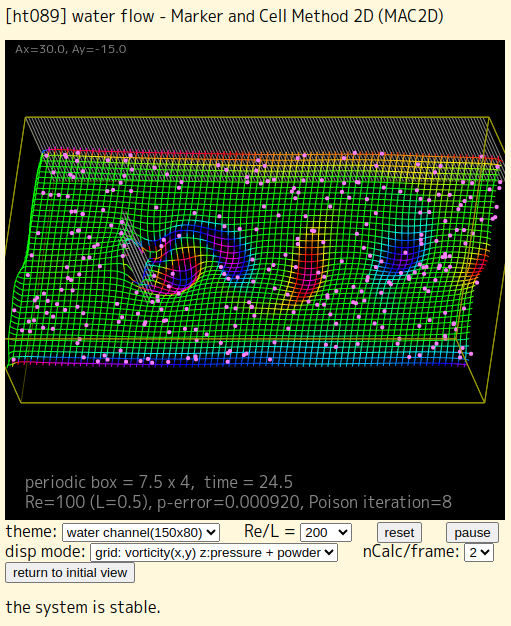 [ht089] water flow - Marker and Cell Method 2D (MAC2D)
Ax=30.0, Ay=-15.0
periodic box = 7.5 x 4, time = 24.5
Re=100 (L=0.5), p-error=0.000920, Poison iteration=8
theme: water channel(150x80) Re/L = 200 reset pause
disp mode: grid: vorticity(x,y) z:pressure + powder nCalc/frame: 2
return to initial view
the system is stable.